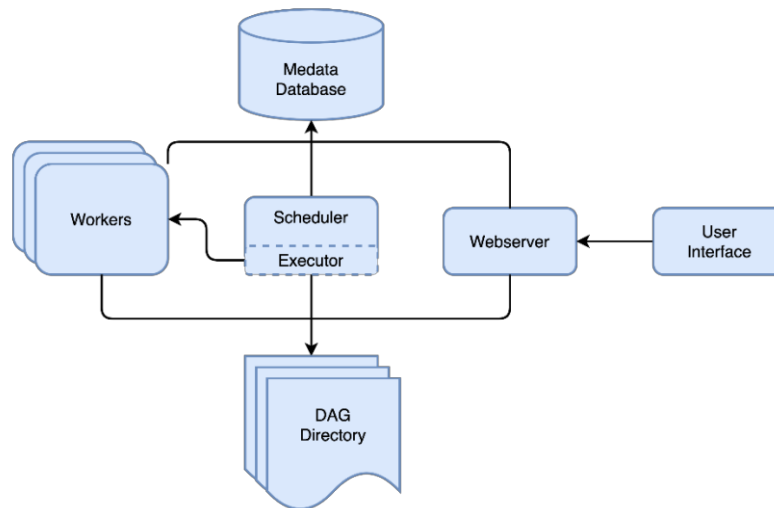 Medata
Database
Workers
Scheduler
Executor
Webserver
User
Interface
DAG
Directory